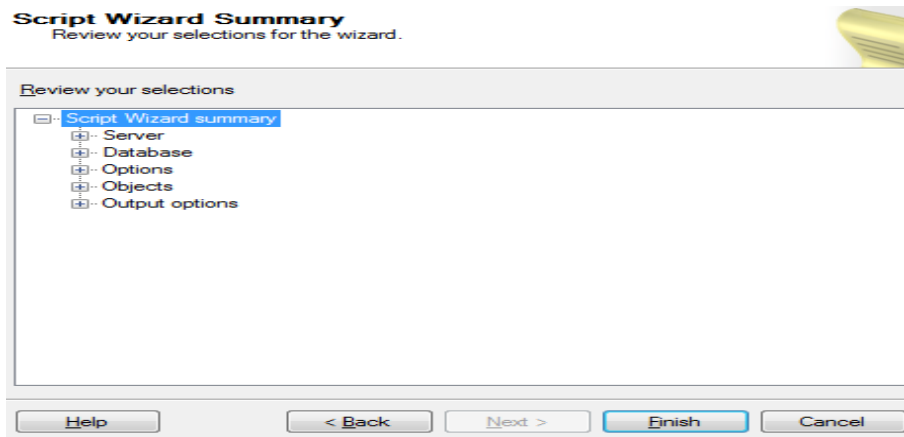 Script Wizard Summary
Review your selections for the wizard.
Review your selections
Script Wizard summary
Server
Database
Options
Objects
Output options
Help
< Back
Next >
Finish
Cancel